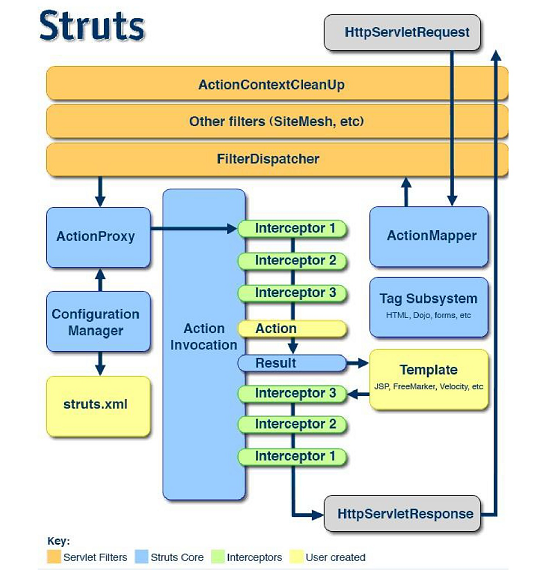 Struts
HttpServletRequest
ActionContextCleanUp
Other filters (SiteMesh, etc)
FilterDispatcher
ActionProxy
Interceptor 1
ActionMapper
Interceptor 2
Interceptor 3
Tag Subsystem
HTML, Dojo, forms, etc
Configuration
Manager
Action
Invocation
Action
Result
Template
JSP, FreeMarker, Velocity, etc
struts.xml
Interceptor 3
Interceptor 2
Interceptor 1
HttpServletResponse
Key:
Servlet Filters
Struts Core
Interceptors
User created